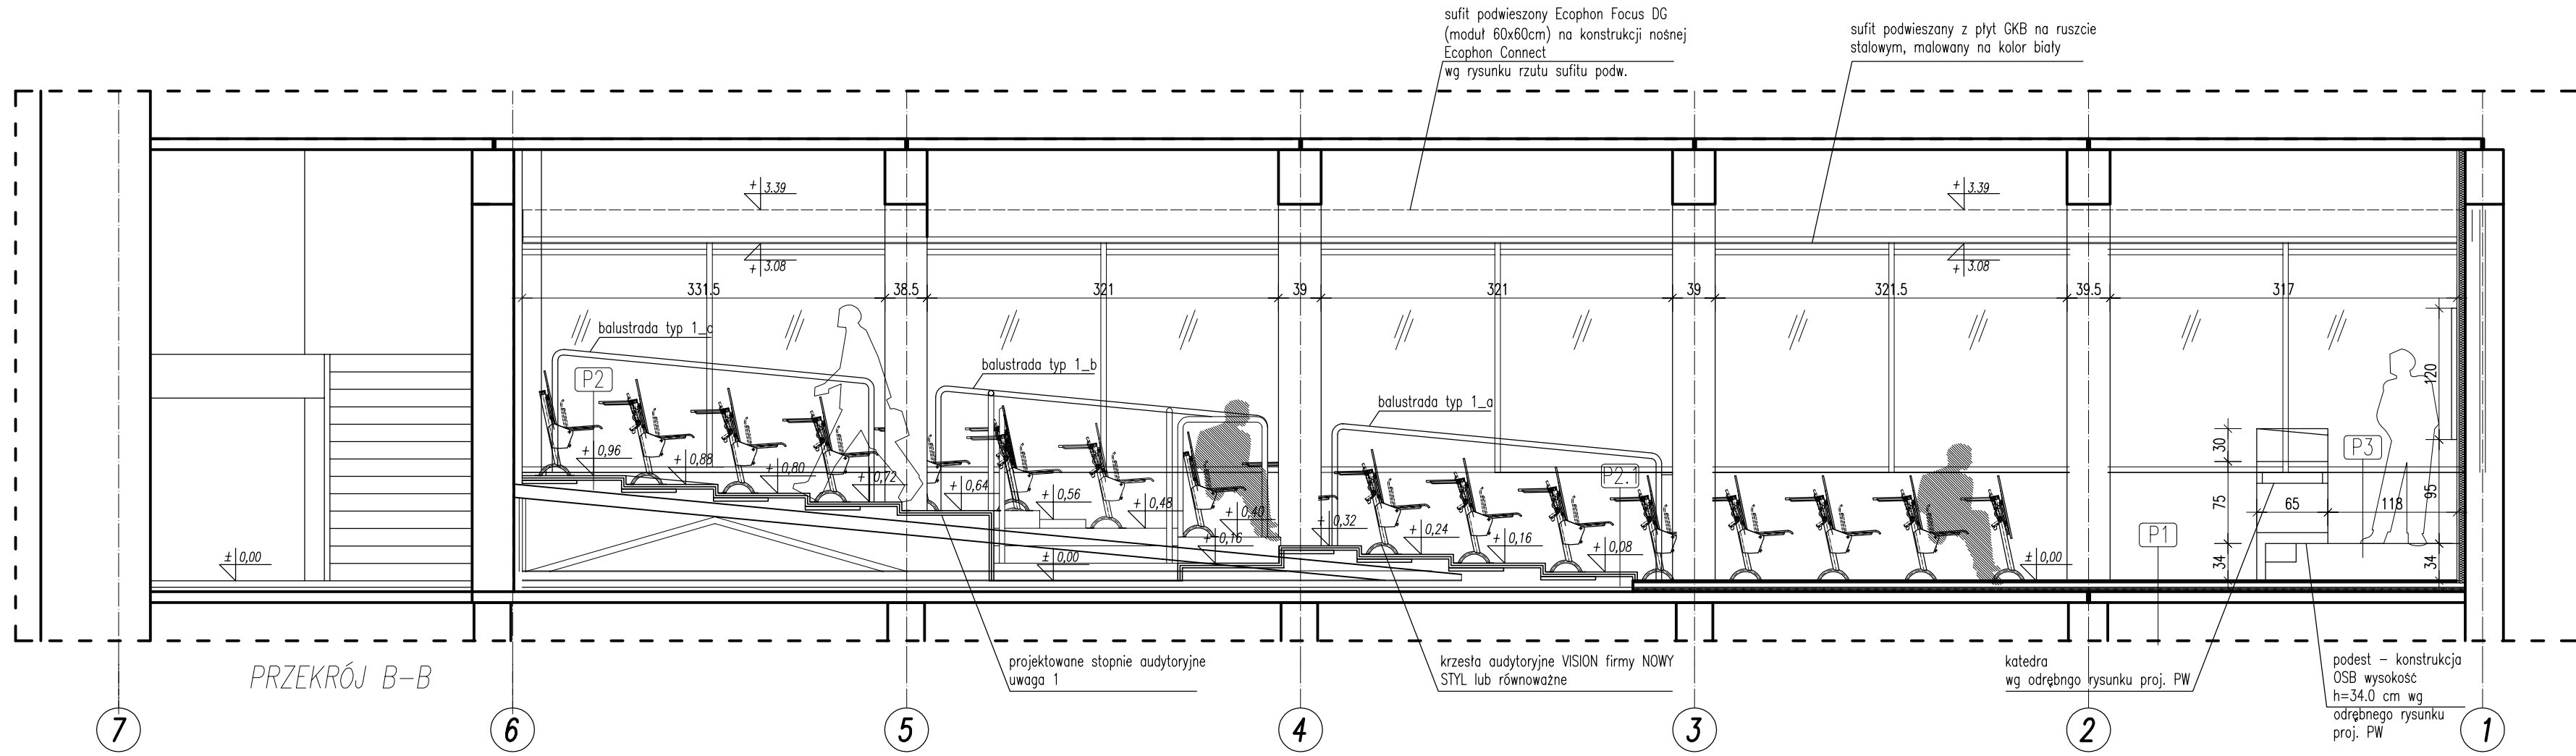 sufit podwieszony Ecophon Focus DG
(moduł 60x60cm) na konstrukcji nośnej
Ecophon Connect
wg rysunku rzutu sufitu podw.
sufit podwieszany z płyt GKB na ruszcie
stalowym, malowany na kolor biały
+ 3.39
+ 3.39
+ 3.08
+ 3.08
331.5
38.5
321
39
321
39
321.5
39.5
317
balustrada typ 1_c
balustrada typ 1_b
balustrada typ 1_a
P2
P2.1
P1
P3
+ 0,96
+ 0,88
+ 0,80
+ 0,72
+ 0,64
+ 0,56
+ 0,48
+ 0,40
+ 0,16
+ 0,32
+ 0,24
+ 0,16
+ 0,08
± 0,00
± 0,00
± 0,00
30
75
34
65
118
120
95
34
PRZEKRÓJ B-B
projektowane stopnie audytoryjne
uwaga 1
krzesła audytoryjne VISION firmy NOWY
STYL lub równoważne
katedra
wg odrębngo rysunku proj. PW
podest – konstrukcja
OSB wysokość
h=34.0 cm wg
odrębnego rysunku
proj. PW
7
6
5
4
3
2
1